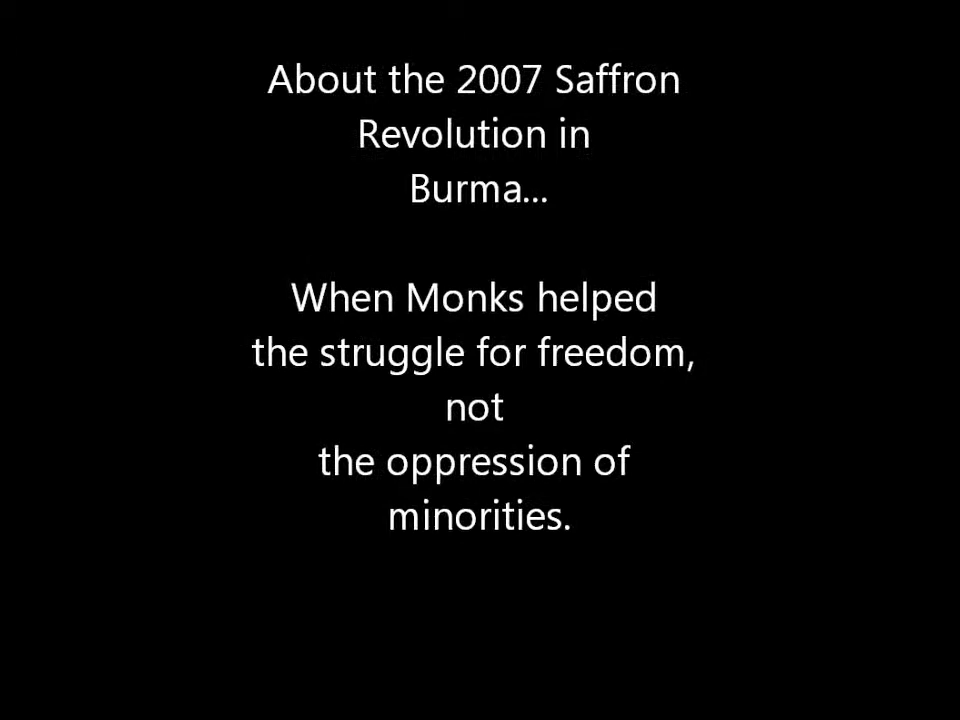 About the 2007 Saffron
Revolution in
Burma...
When Monks helped
the struggle for freedom,
not
the oppression of
minorities.